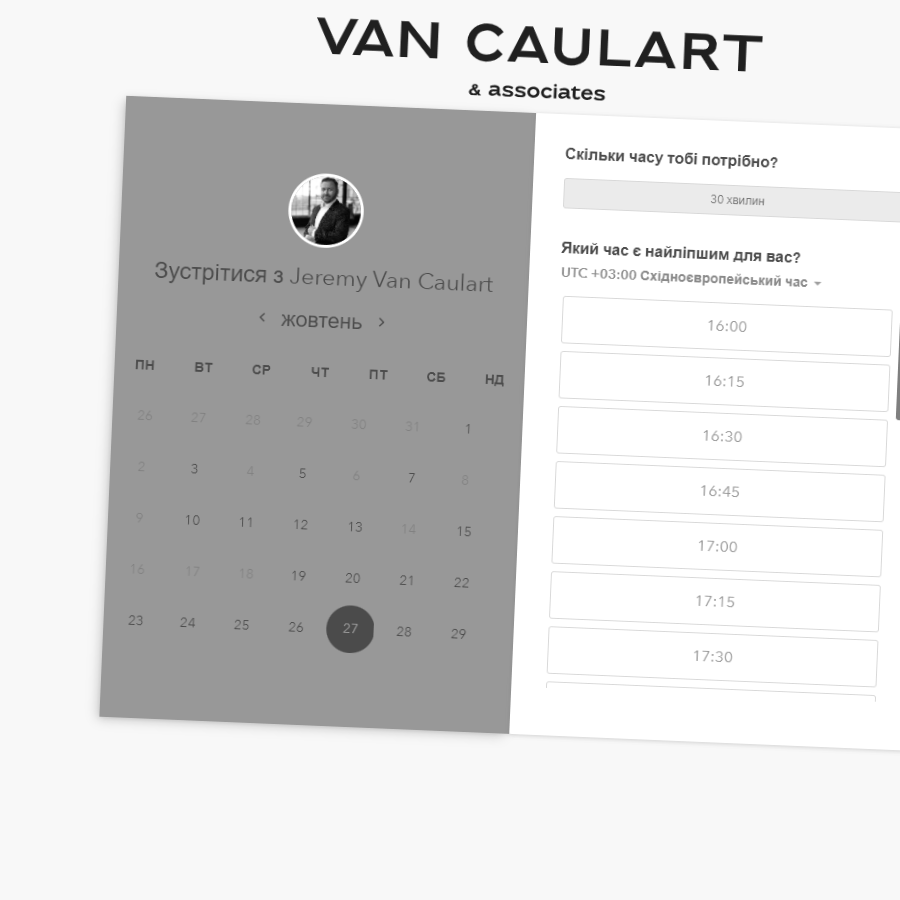 VAN CAULART
& associates
Зустрітися з Jeremy Van Caulart
жовтень
ПН ВТ СР ЧТ ПТ СБ НД
26 27 28 29 30 31 1
2 3 4 5 6 7 8
9 10 11 12 13 14 15
16 17 18 19 20 21 22
23 24 25 26 27 28 29
Скільки часу тобі потрібно?
30 хвилин
Який час є найліпшим для вас?
UTC +03:00 Східноєвропейський час
16:00
16:15
16:30
16:45
17:00
17:15
17:30